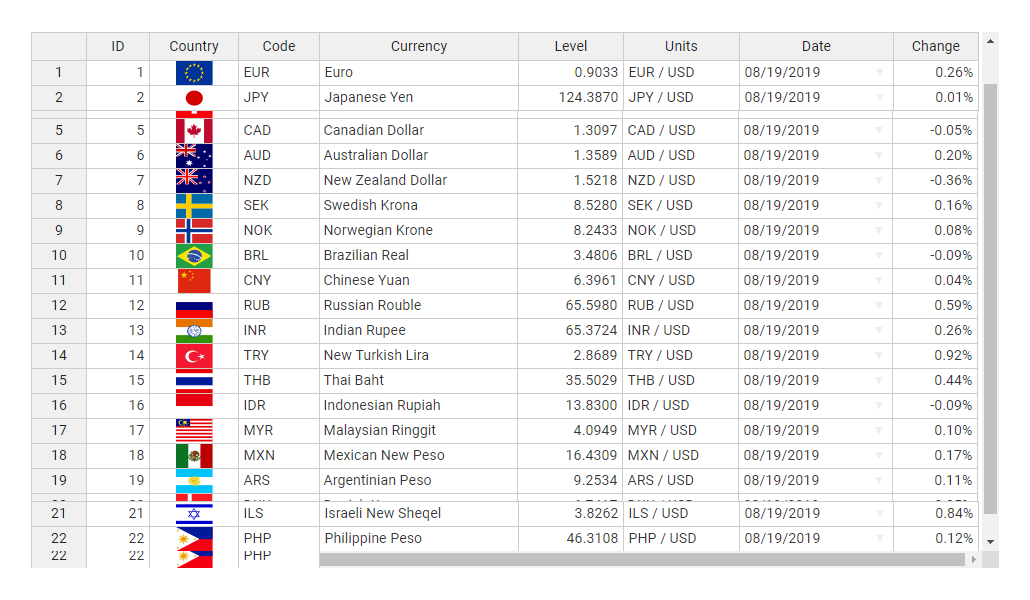 ID Country Code Currency Level Units Date Change
1 1 EUR Euro 0.9033 EUR / USD 08/19/2019 0.26%
2 2 JPY Japanese Yen 124.3870 JPY / USD 08/19/2019 0.01%
5 5 CAD Canadian Dollar 1.3097 CAD / USD 08/19/2019 -0.05%
6 6 AUD Australian Dollar 1.3589 AUD / USD 08/19/2019 0.20%
7 7 NZD New Zealand Dollar 1.5218 NZD / USD 08/19/2019 -0.36%
8 8 SEK Swedish Krona 8.5280 SEK / USD 08/19/2019 0.16%
9 9 NOK Norwegian Krone 8.2433 NOK / USD 08/19/2019 0.08%
10 10 BRL Brazilian Real 3.4806 BRL / USD 08/19/2019 -0.09%
11 11 CNY Chinese Yuan 6.3961 CNY / USD 08/19/2019 0.04%
12 12 RUB Russian Rouble 65.5980 RUB / USD 08/19/2019 0.59%
13 13 INR Indian Rupee 65.3724 INR / USD 08/19/2019 0.26%
14 14 TRY New Turkish Lira 2.8689 TRY / USD 08/19/2019 0.92%
15 15 THB Thai Baht 35.5029 THB / USD 08/19/2019 0.44%
16 16 IDR Indonesian Rupiah 13.8300 IDR / USD 08/19/2019 -0.09%
17 17 MYR Malaysian Ringgit 4.0949 MYR / USD 08/19/2019 0.10%
18 18 MXN Mexican New Peso 16.4309 MXN / USD 08/19/2019 0.17%
19 19 ARS Argentinian Peso 9.2534 ARS / USD 08/19/2019 0.11%
21 21 ILS Israeli New Sheqel 3.8262 ILS / USD 08/19/2019 0.84%
22 22 PHP Philippine Peso 46.3108 PHP / USD 08/19/2019 0.12%
22 22 PHP